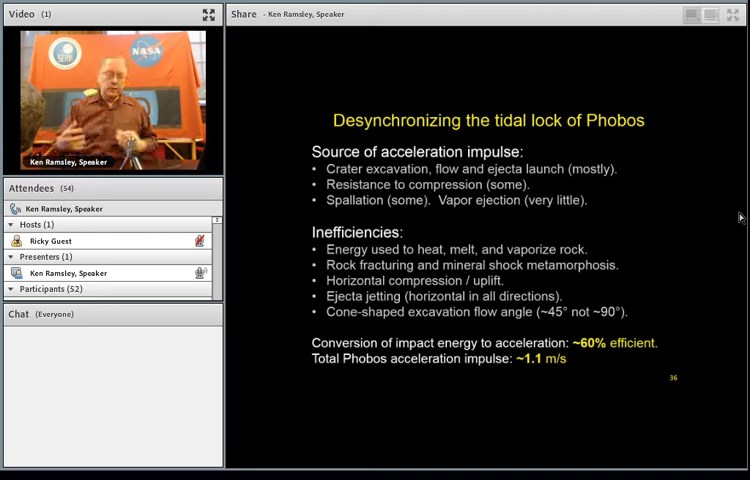 Video (1)
SERVI
NASA
Ken Ramsley, Speaker
Attendees (54)
Ken Ramsley, Speaker
Hosts (1)
Ricky Guest
Presenters (1)
Ken Ramsley, Speaker
Participants (52)
Chat (Everyone)
Share - Ken Ramsley, Speaker
Desynchronizing the tidal lock of Phobos
Source of acceleration impulse:
• Crater excavation, flow and ejecta launch (mostly).
• Resistance to compression (some).
• Spallation (some). Vapor ejection (very little).
Inefficiencies:
• Energy used to heat, melt, and vaporize rock.
• Rock fracturing and mineral shock metamorphosis.
• Horizontal compression / uplift.
• Ejecta jetting (horizontal in all directions).
• Cone-shaped excavation flow angle (~45° not ~90°).
Conversion of impact energy to acceleration: ~60% efficient.
Total Phobos acceleration impulse: ~1.1 m/s
36